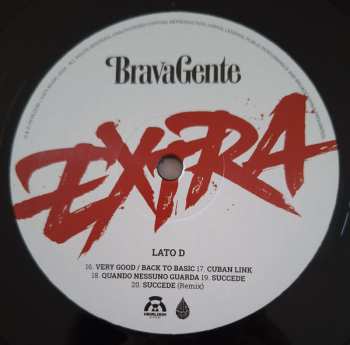 BravaGente
EXTRA
LATO D
16. VERY GOOD / BACK TO BASIC 17. CUBAN LINK
18. QUANDO NESSUNO GUARDA 19. SUCCEDE
20. SUCCEDE (Remix)